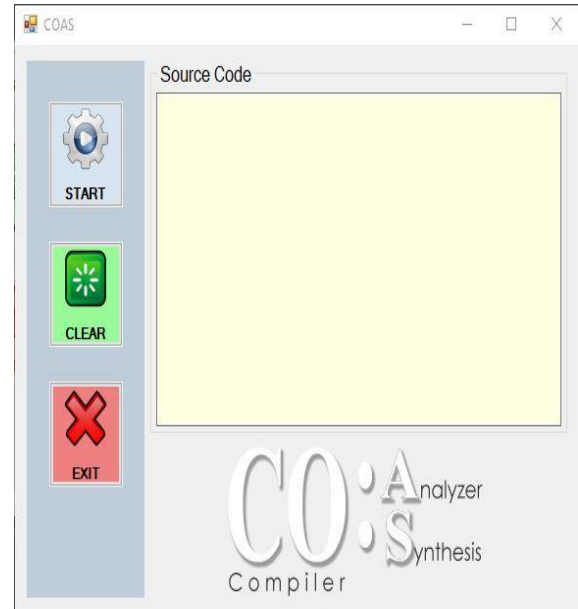 COAS
Source Code
START
CLEAR
EXIT
CO:Analyzer
Synthesis
Compiler